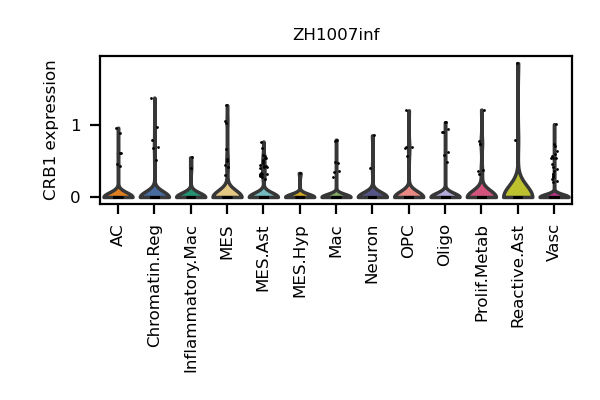 ZH1007inf
CRB1 expression
1
0
AC
Chromatin.Reg
Inflammatory.Mac
MES
MES.Ast
MES.Hyp
Mac
Neuron
OPC
Oligo
Prolif.Metab
Reactive.Ast
Vasc